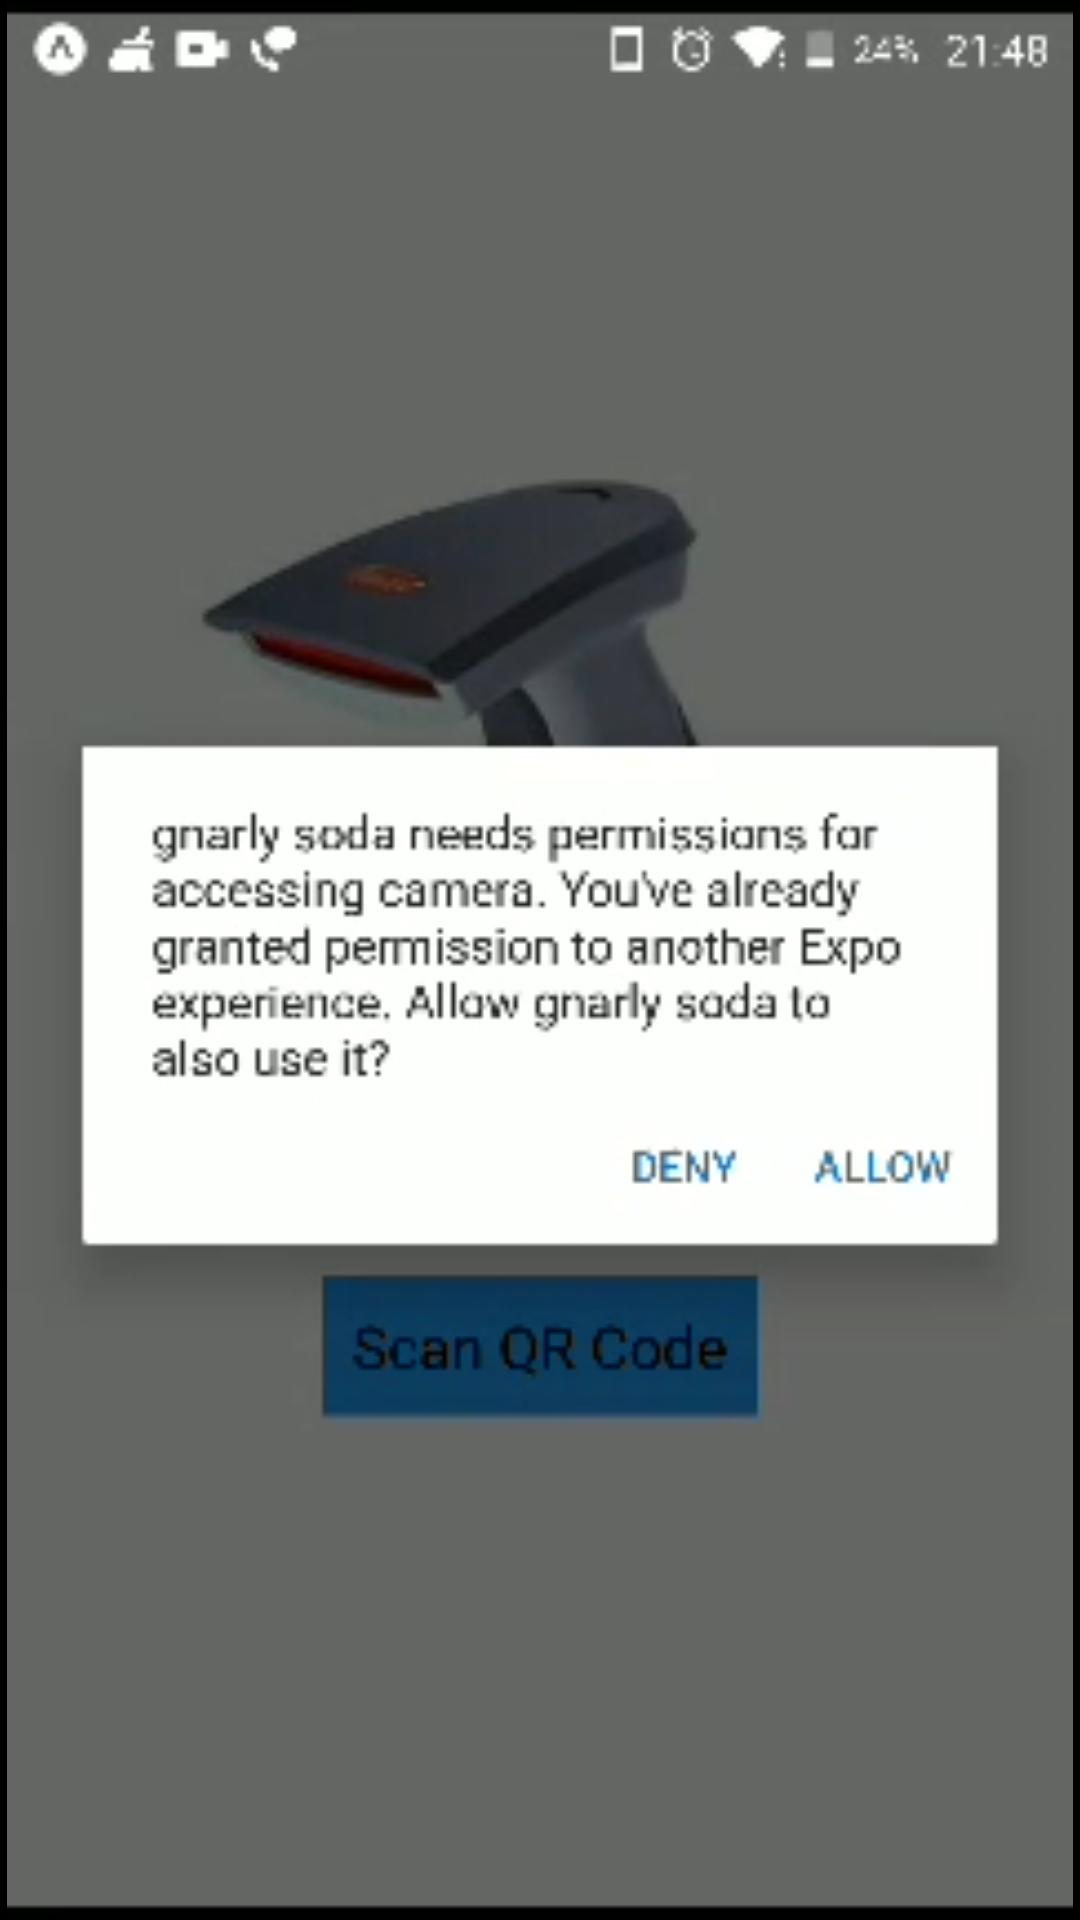 24% 21:48
gnarly soda needs permissions for
accessing camera. You've already
granted permission to another Expo
experience. Allow gnarly soda to
also use it?
DENY ALLOW
Scan QR Code